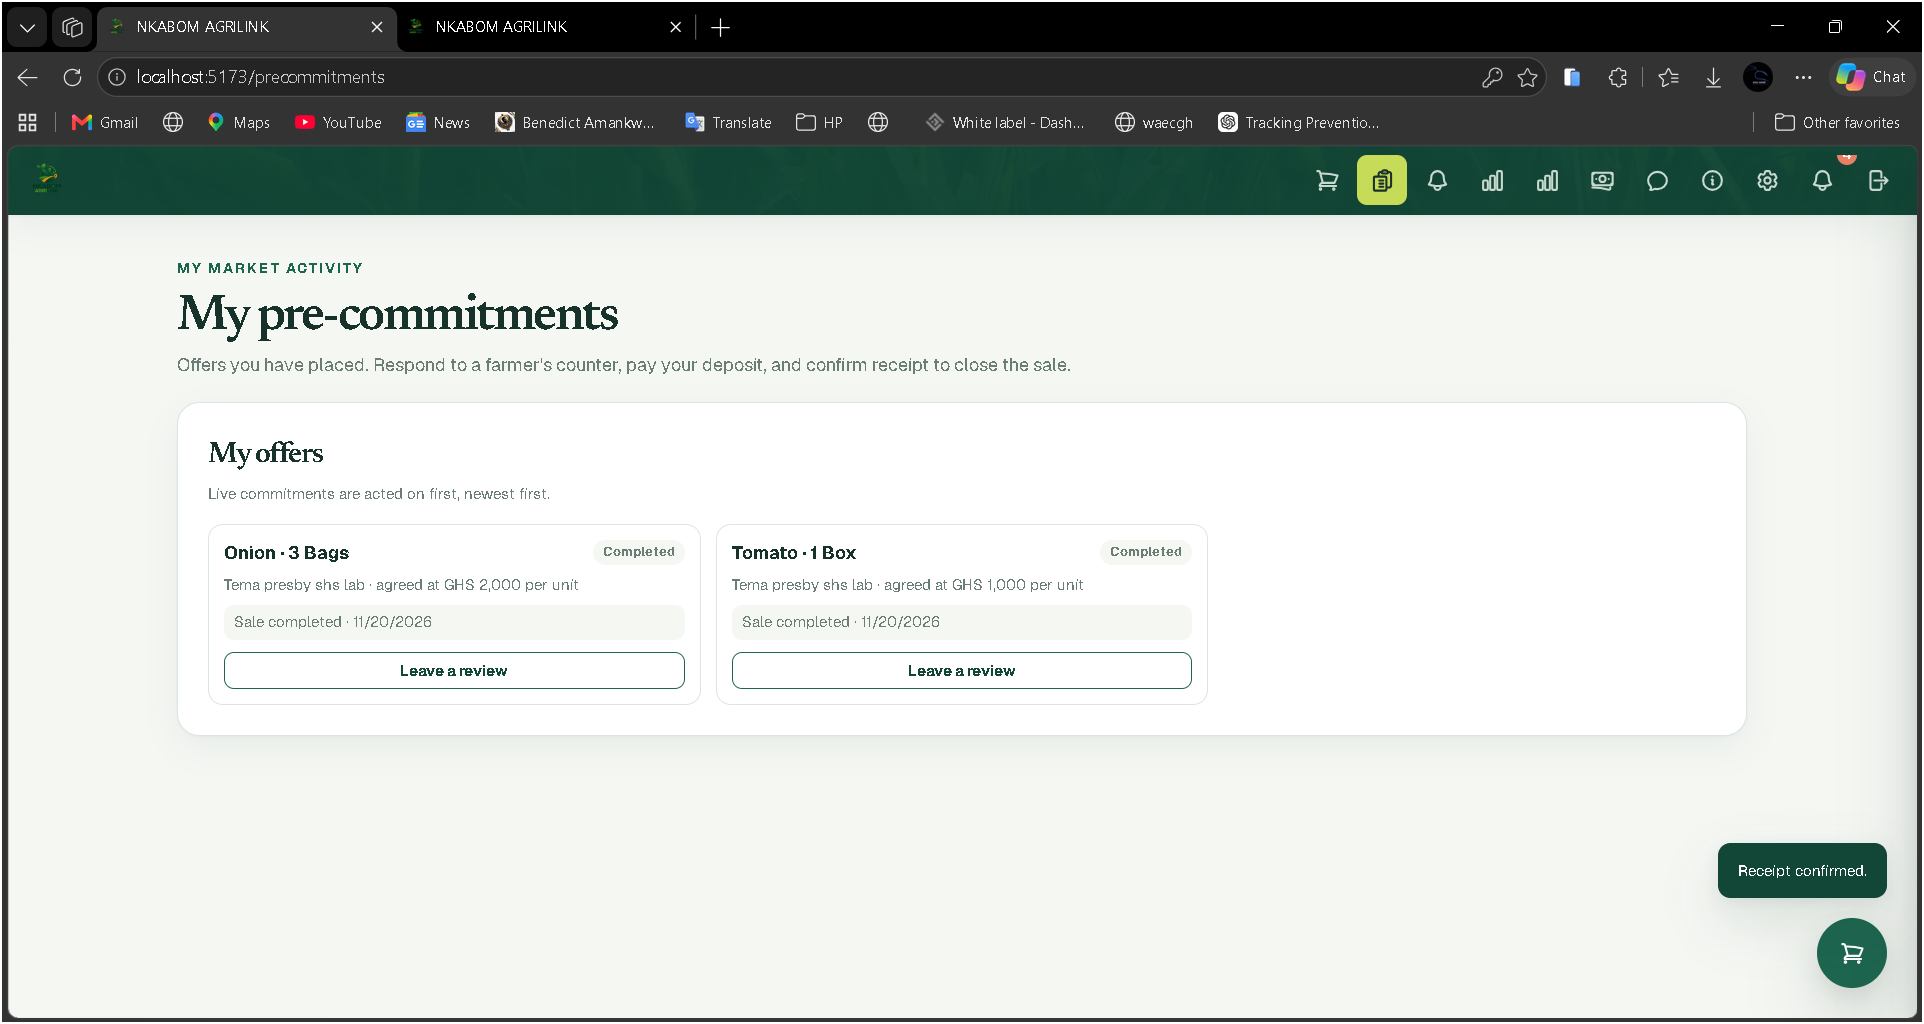 NKABOM AGRILINK
NKABOM AGRILINK
localhost:5173/precommitments
Chat
Gmail
Maps
YouTube
GE
News
Benedict Amankw...
Translate
HP
White label - Dash...
waecgh
Tracking Preventio...
Other favorites
MY MARKET ACTIVITY
My pre-commitments
Offers you have placed. Respond to a farmer's counter, pay your deposit, and confirm receipt to close the sale.
My offers
Live commitments are acted on first, newest first.
Onion · 3 Bags
Completed
Tema presby shs lab · agreed at GHS 2,000 per unit
Sale completed · 11/20/2026
Leave a review
Tomato · 1 Box
Completed
Tema presby shs lab · agreed at GHS 1,000 per unit
Sale completed · 11/20/2026
Leave a review
Receipt confirmed.